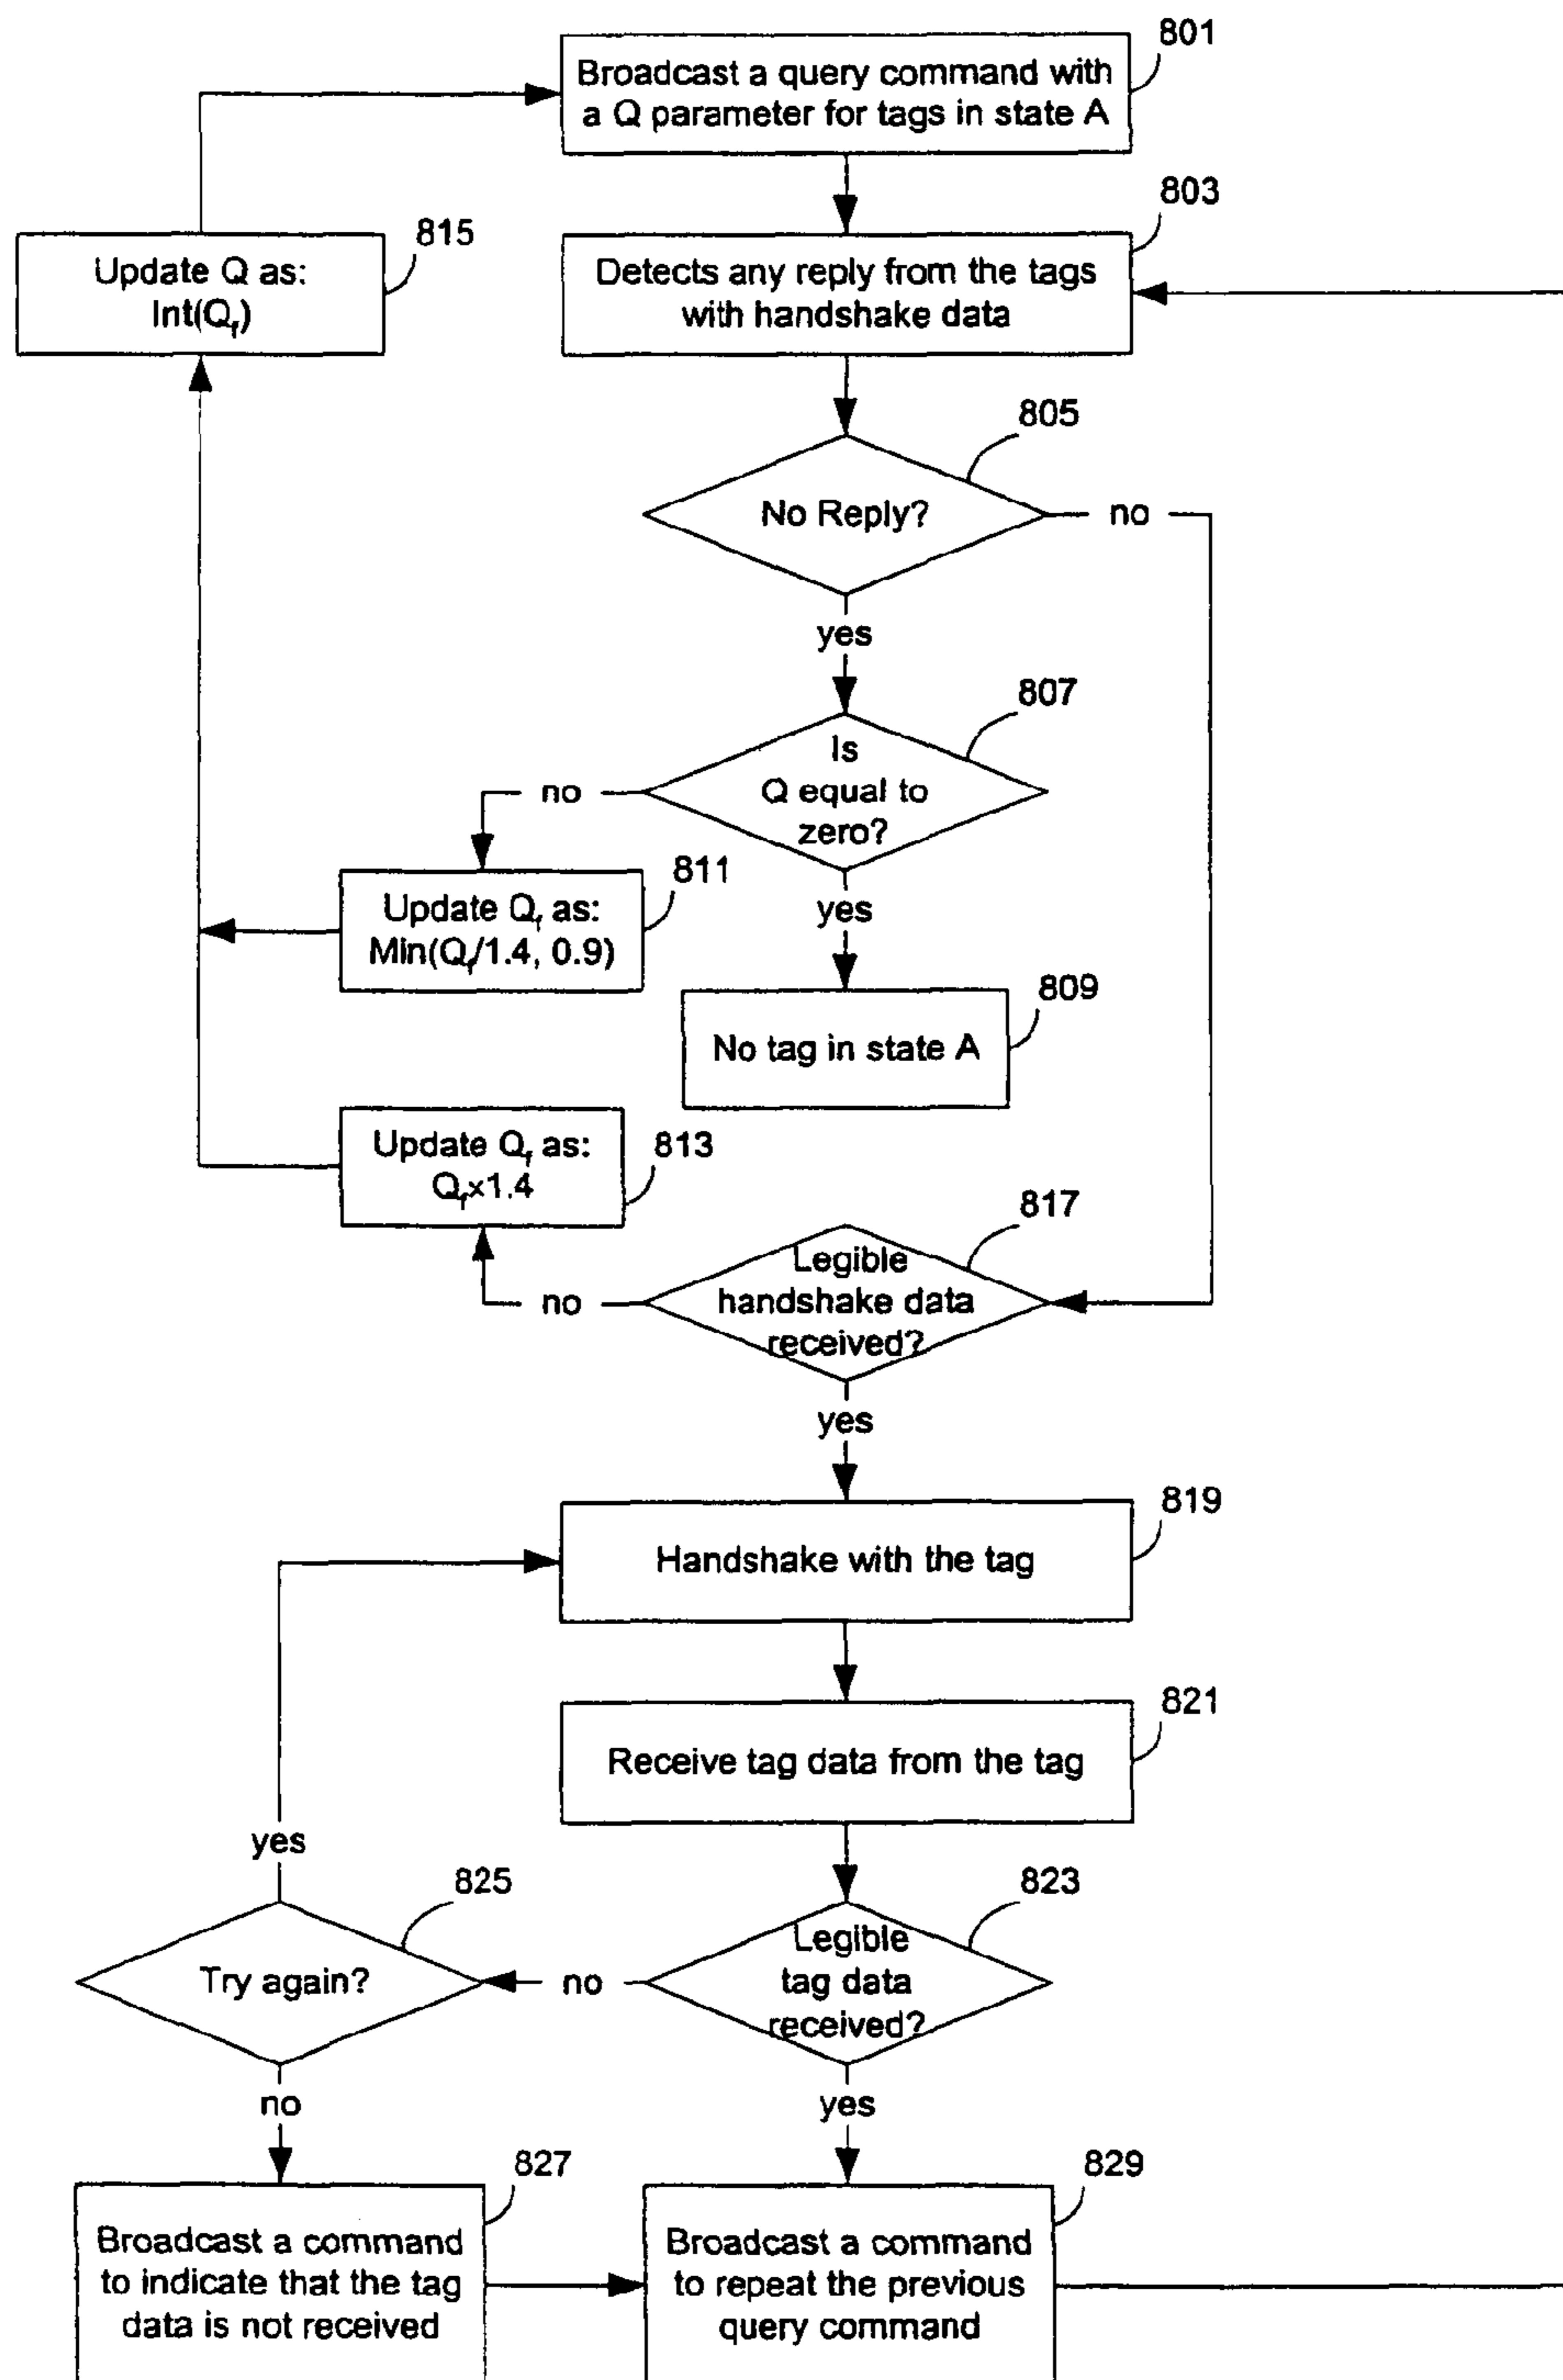 801
Broadcast a query command with
a Q parameter for tags in state A
803
Detects any reply from the tags
with handshake data
815
Update Q as:
Int(Qf)
805
No Reply?
no
yes
807
Is
Q equal to
zero?
no
yes
811
Update Qf as:
Min(Qf/1.4, 0.9)
809
No tag in state A
813
Update Qf as:
Qf×1.4
817
Legible
handshake data
received?
no
yes
819
Handshake with the tag
821
Receive tag data from the tag
yes
825
Try again?
823
Legible
tag data
received?
no
no
yes
827
Broadcast a command
to indicate that the tag
data is not received
829
Broadcast a command
to repeat the previous
query command